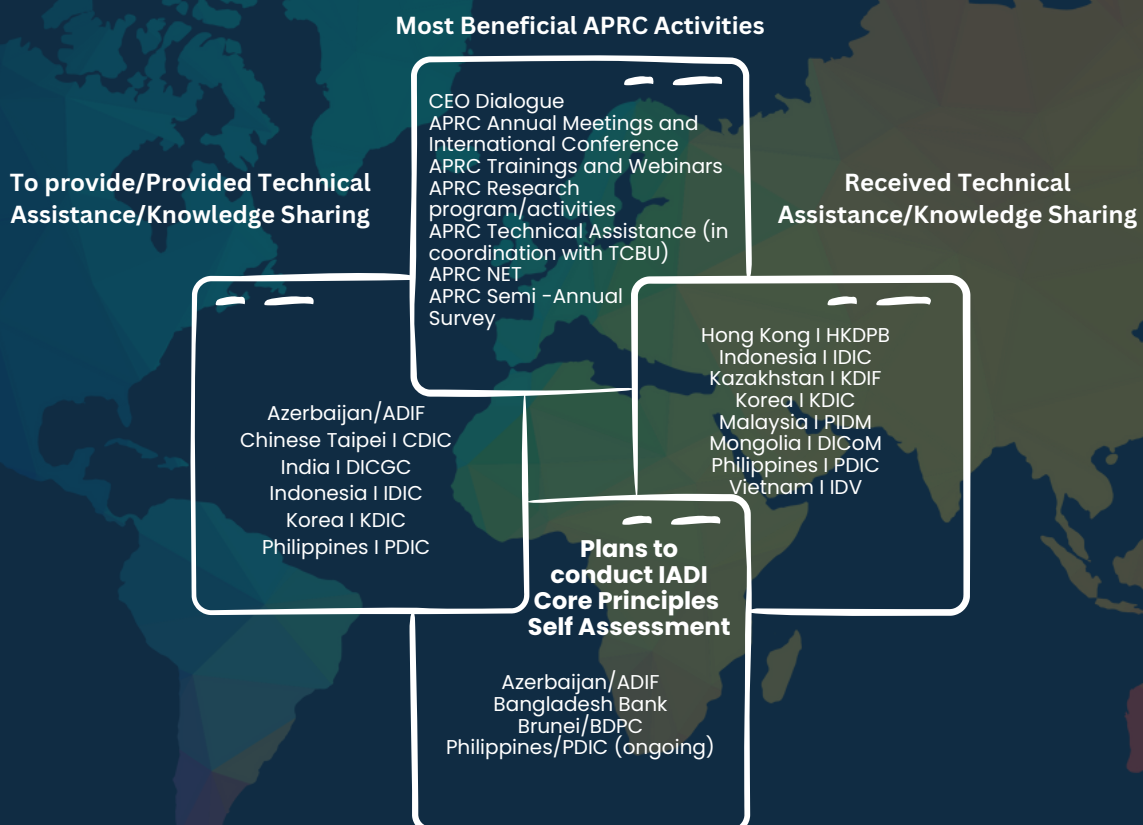 Most Beneficial APRC Activities
CEO Dialogue
APRC Annual Meetings and
International Conference
APRC Trainings and Webinars
APRC Research
program/activities
APRC Technical Assistance (in
coordination with TCBU)
APRC NET
APRC Semi -Annual
Survey
To provide/Provided Technical
Assistance/Knowledge Sharing
Azerbaijan/ADIF
Chinese Taipei I CDIC
India I DICGC
Indonesia I IDIC
Korea I KDIC
Philippines I PDIC
Received Technical
Assistance/Knowledge Sharing
Hong Kong I HKDPB
Indonesia I IDIC
Kazakhstan I KDIF
Korea I KDIC
Malaysia I PIDM
Mongolia I DICoM
Philippines I PDIC
Vietnam I IDV
Plans to
conduct IADI
Core Principles
Self Assessment
Azerbaijan/ADIF
Bangladesh Bank
Brunei/BDPC
Philippines/PDIC (ongoing)